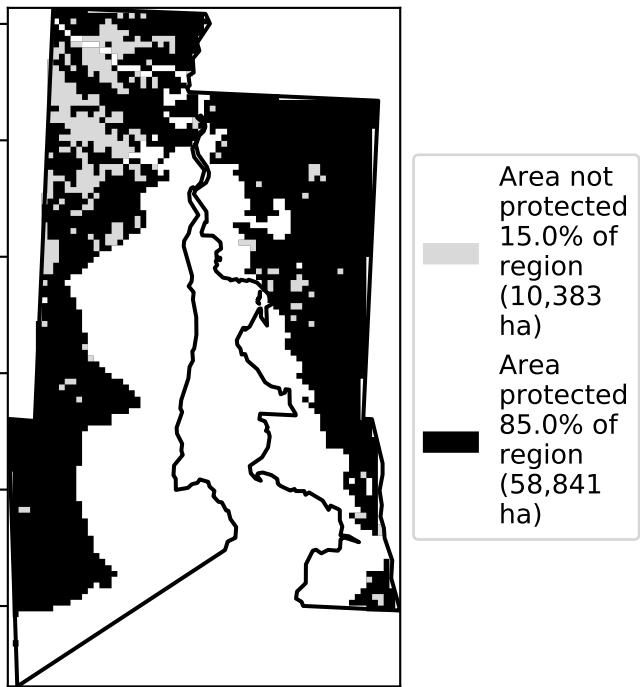 Area not
protected
15.0% of
region
(10,383
ha)
Area
protected
85.0% of
region
(58,841
ha)